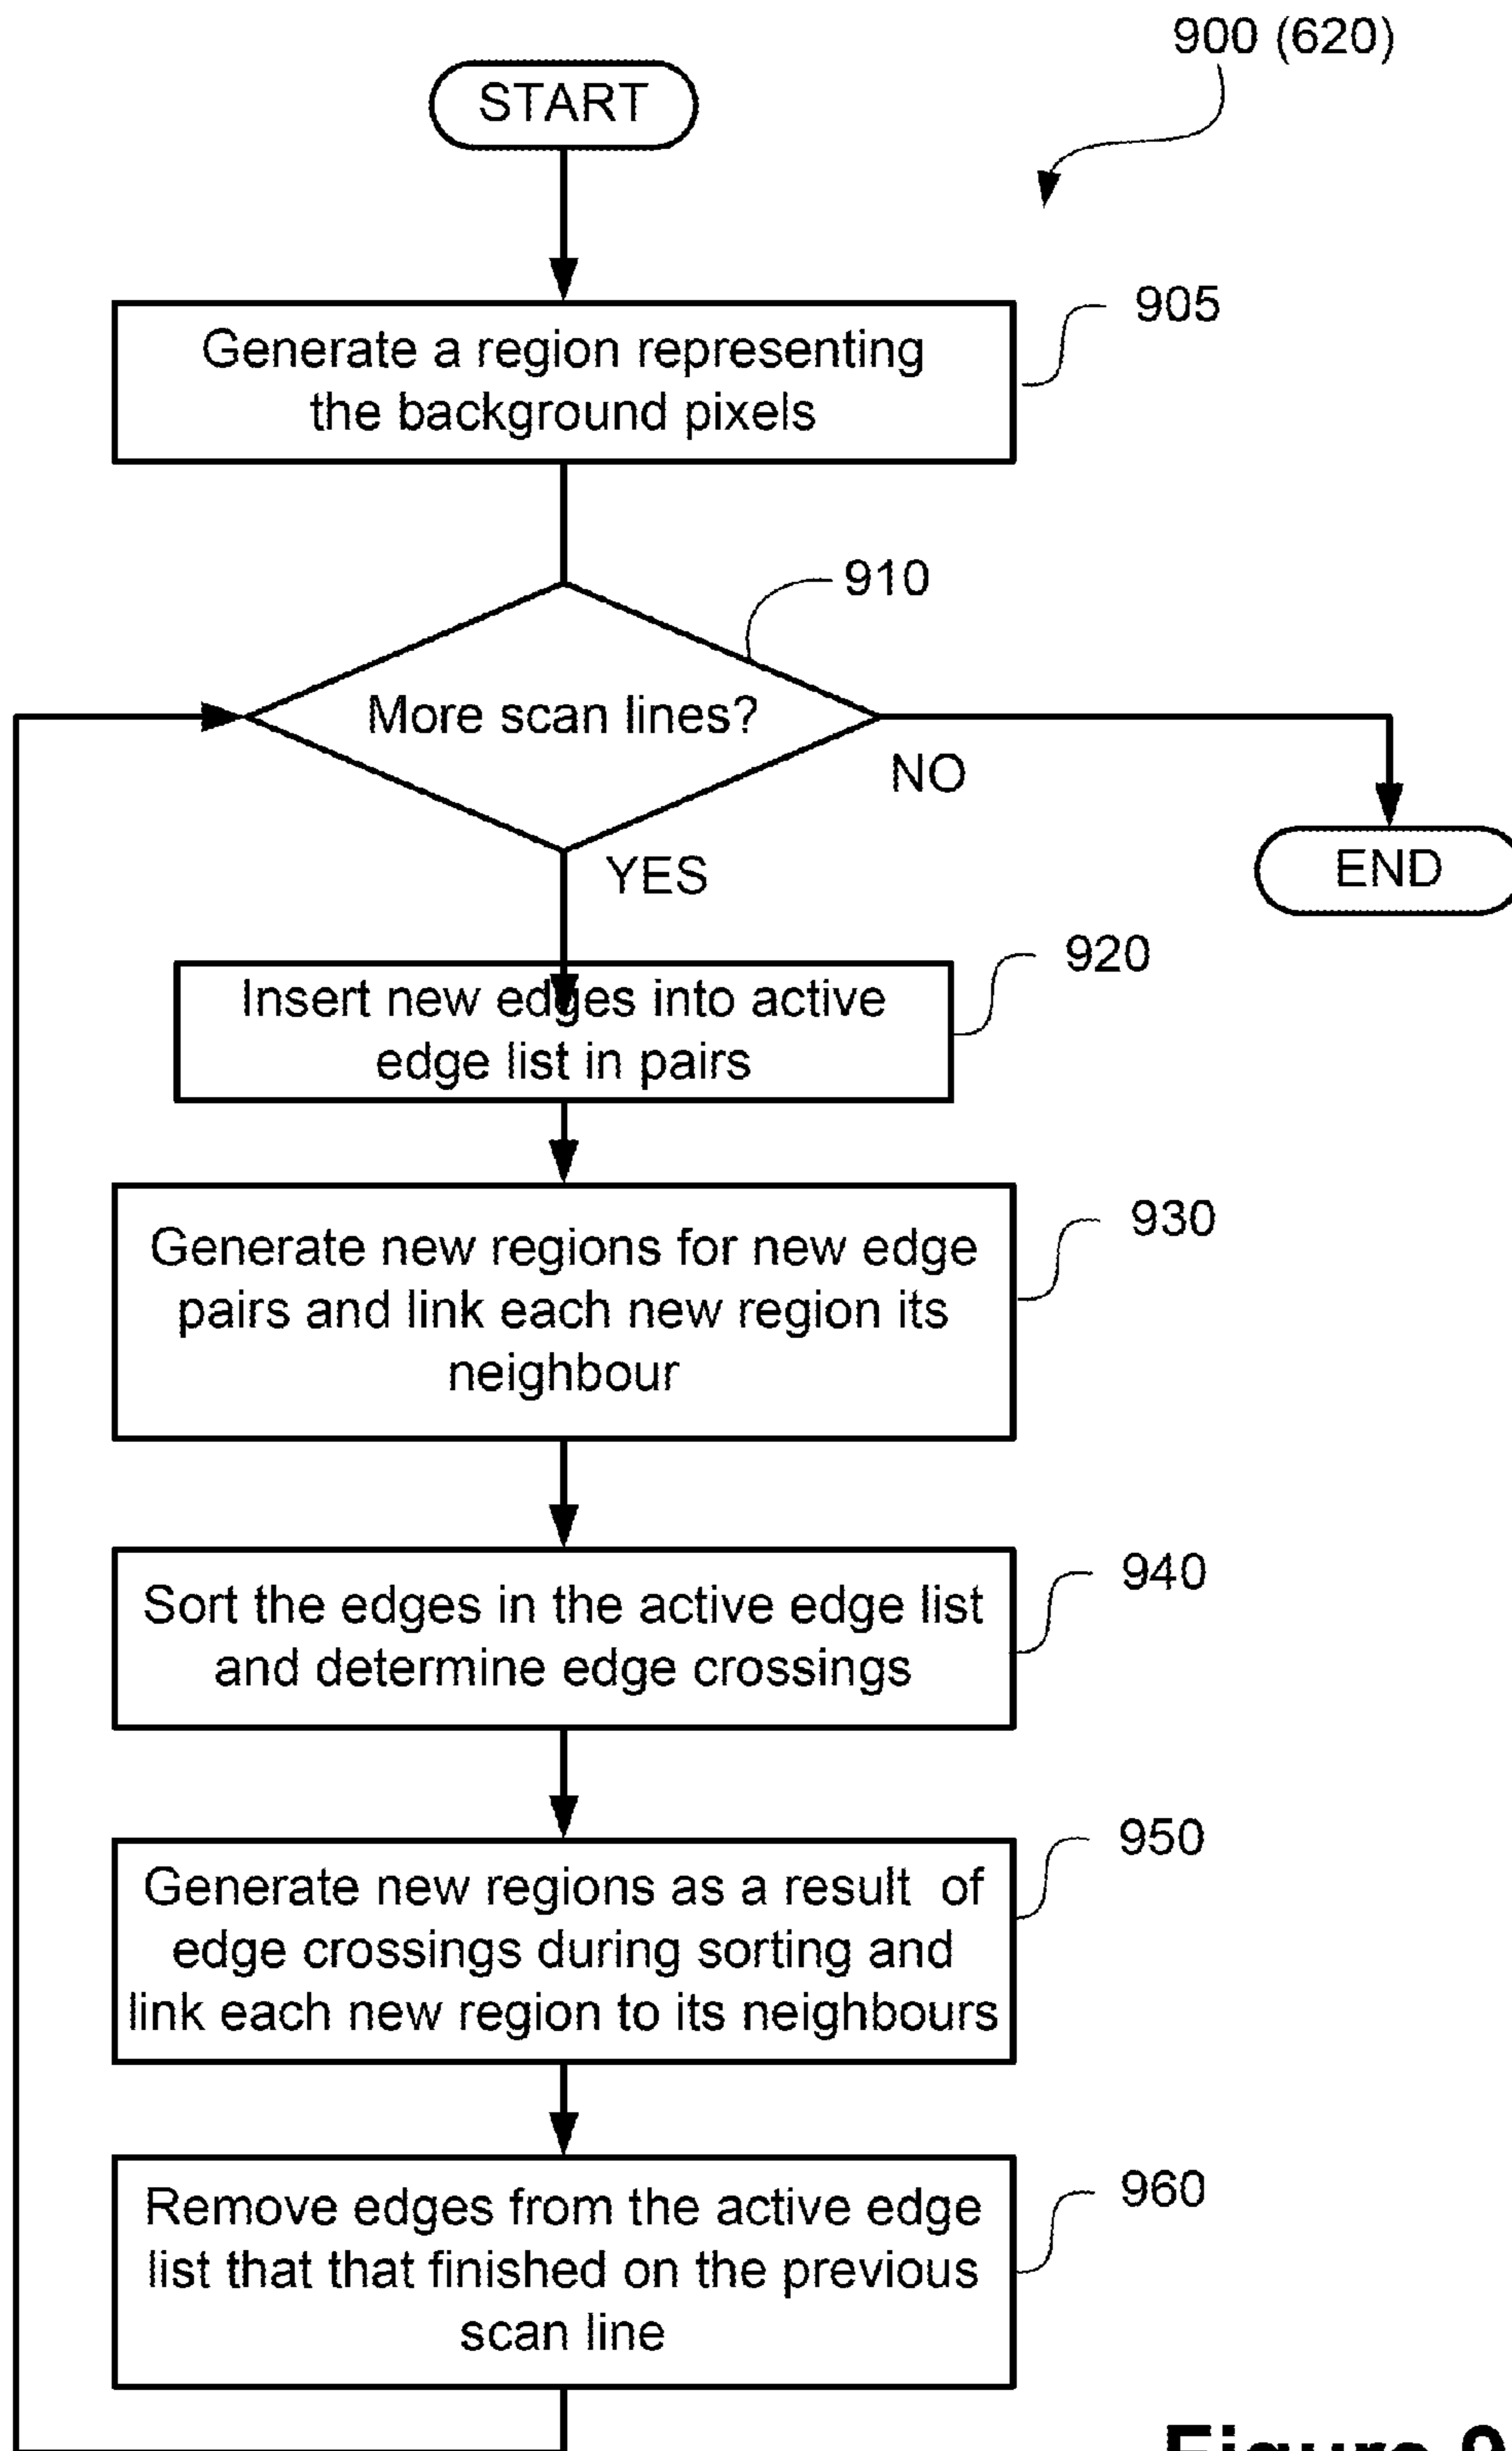 900 (620)
START
905
Generate a region representing
the background pixels
910
More scan lines?
NO
YES
END
920
Insert new edges into active
edge list in pairs
930
Generate new regions for new edge
pairs and link each new region its
neighbour
940
Sort the edges in the active edge list
and determine edge crossings
950
Generate new regions as a result of
edge crossings during sorting and
link each new region to its neighbours
960
Remove edges from the active edge
list that that finished on the previous
scan line
Figure 9